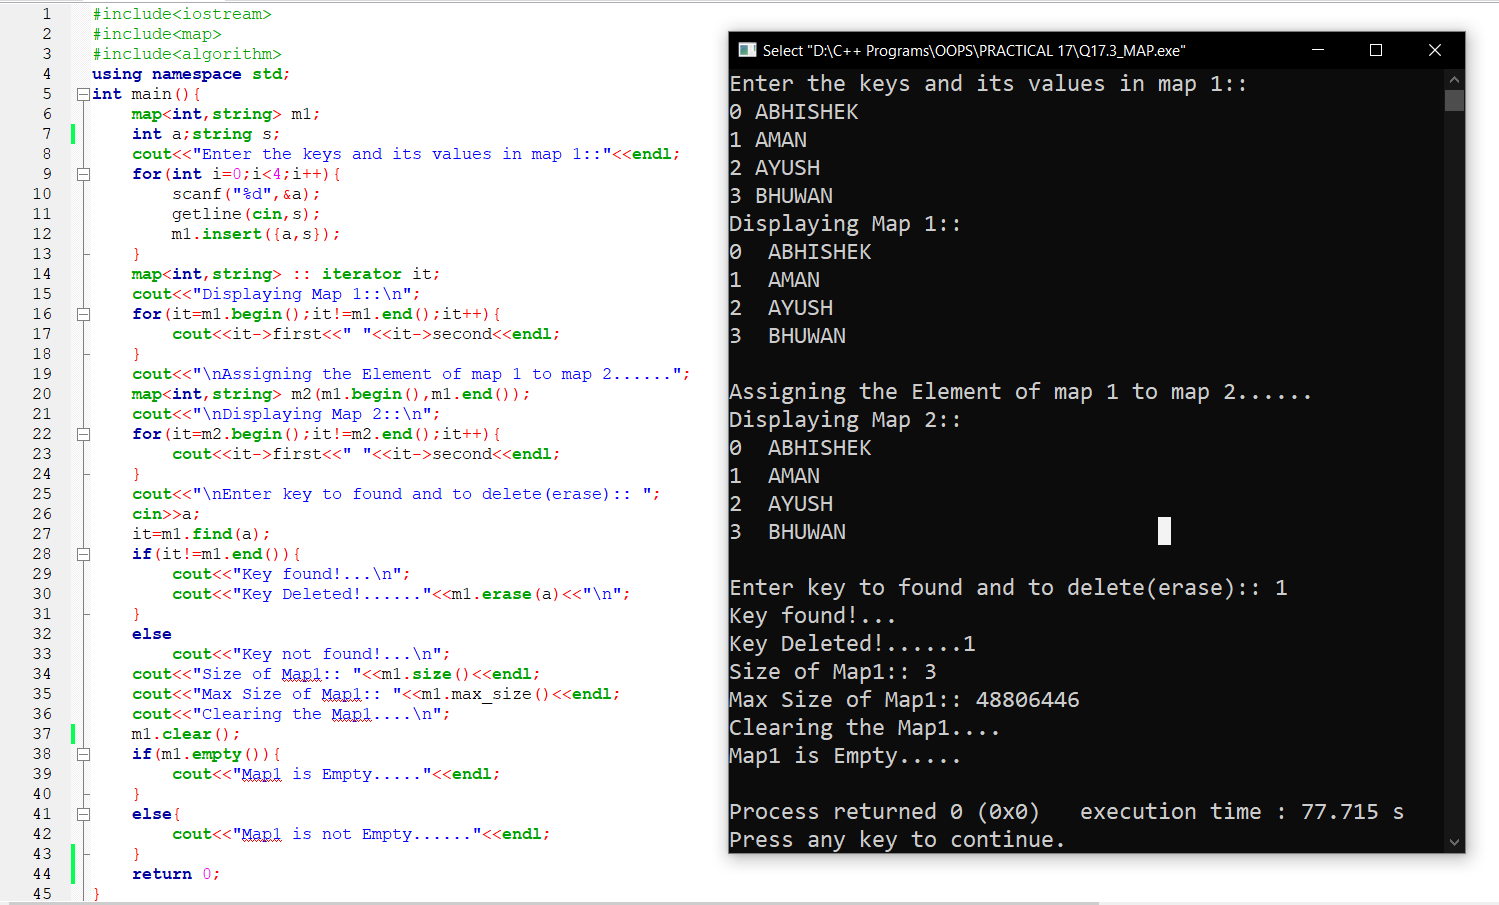 1 #include<iostream>
2 #include<map>
3 #include<algorithm>
4 using namespace std;
5 int main(){
6 map<int,string> m1;
7 int a;string s;
8 cout<<"Enter the keys and its values in map 1::"<<endl;
9 for(int i=0;i<4;i++){
10 scanf("%d",&a);
11 getline(cin,s);
12 m1.insert({a,s});
13 }
14 map<int,string> :: iterator it;
15 cout<<"Displaying Map 1::\n";
16 for(it=m1.begin();it!=m1.end();it++){
17 cout<<it->first<<" "<<it->second<<endl;
18 }
19 cout<<"\nAssigning the Element of map 1 to map 2......";
20 map<int,string> m2(m1.begin(),m1.end());
21 cout<<"\nDisplaying Map 2::\n";
22 for(it=m2.begin();it!=m2.end();it++){
23 cout<<it->first<<" "<<it->second<<endl;
24 }
25 cout<<"\nEnter key to found and to delete(erase):: ";
26 cin>>a;
27 it=m1.find(a);
28 if(it!=m1.end()){
29 cout<<"Key found!...\n";
30 cout<<"Key Deleted!......"<<m1.erase(a)<<"\n";
31 }
32 else
33 cout<<"Key not found!...\n";
34 cout<<"Size of Map1:: "<<m1.size()<<endl;
35 cout<<"Max Size of Map1:: "<<m1.max_size()<<endl;
36 cout<<"Clearing the Map1....\n";
37 m1.clear();
38 if(m1.empty()){
39 cout<<"Map1 is Empty....."<<endl;
40 }
41 else{
42 cout<<"Map1 is not Empty......"<<endl;
43 }
44 return 0;
45 }
Select "D:\C++ Programs\OOPS\PRACTICAL 17\Q17.3_MAP.exe"
Enter the keys and its values in map 1::
0 ABHISHEK
1 AMAN
2 AYUSH
3 BHUWAN
Displaying Map 1::
0  ABHISHEK
1  AMAN
2  AYUSH
3  BHUWAN
Assigning the Element of map 1 to map 2......
Displaying Map 2::
0  ABHISHEK
1  AMAN
2  AYUSH
3  BHUWAN
Enter key to found and to delete(erase):: 1
Key found!...
Key Deleted!......1
Size of Map1:: 3
Max Size of Map1:: 48806446
Clearing the Map1....
Map1 is Empty.....
Process returned 0 (0x0)   execution time : 77.715 s
Press any key to continue.